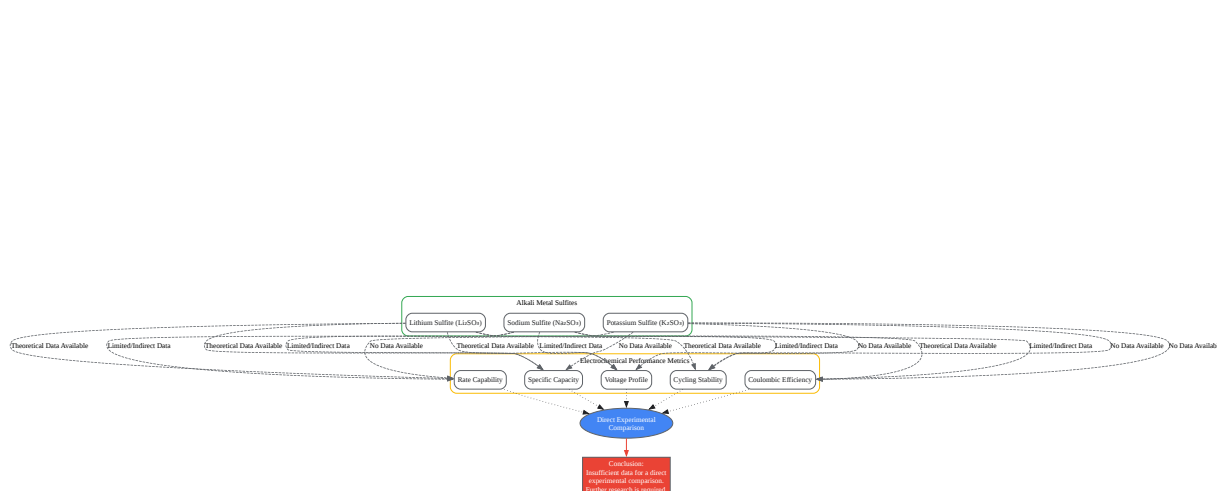 Alkali Metal Sulfites
Lithium Sulfite (Li₂SO₃)
Sodium Sulfite (Na₂SO₃)
Potassium Sulfite (K₂SO₃)
Theoretical Data Available
Limited/Indirect Data
Theoretical Data Available
Limited/Indirect Data
No Data Available
Theoretical Data Available
Limited/Indirect Data
No Data Available
Theoretical Data Available
Limited/Indirect Data
No Data Available
Theoretical Data Available
Limited/Indirect Data
No Data Available
No Data Availab
Electrochemical Performance Metrics
Rate Capability
Specific Capacity
Voltage Profile
Cycling Stability
Coulombic Efficiency
Direct Experimental
Comparison
Conclusion:
Insufficient data for a direct
experimental comparison.
Further research is required.